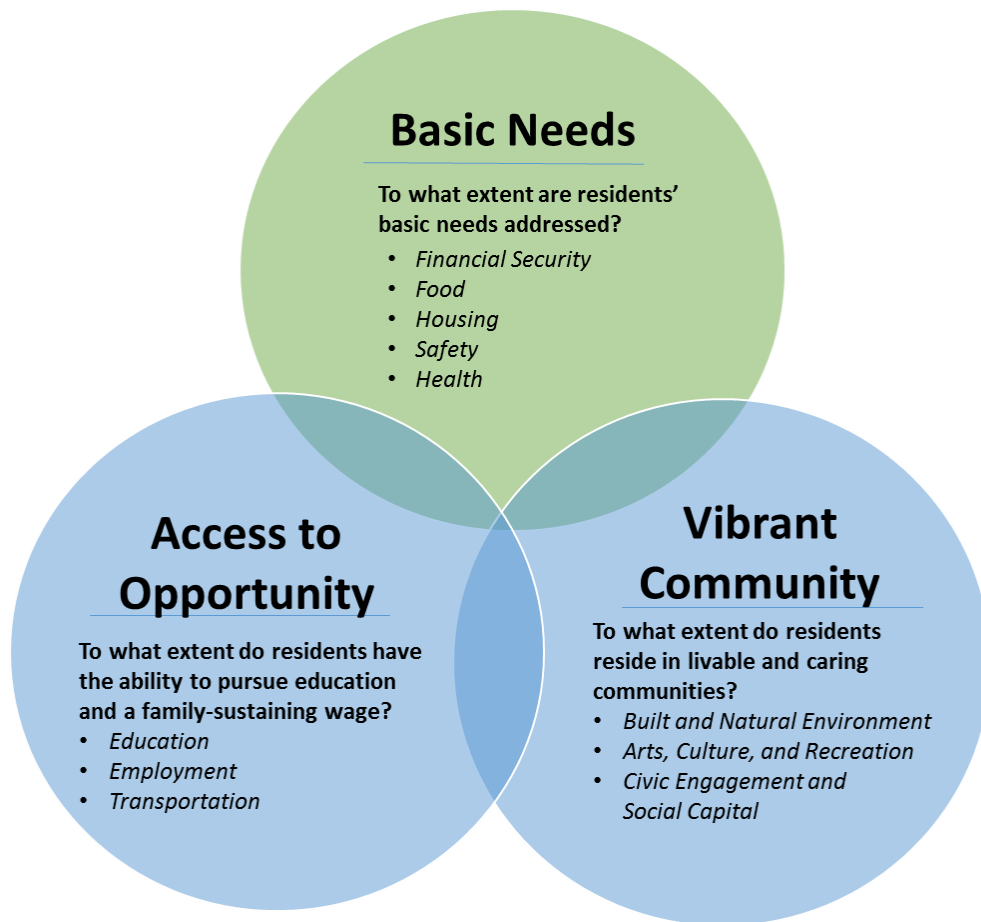 Basic Needs
To what extent are residents’
basic needs addressed?
• Financial Security
• Food
• Housing
• Safety
• Health
Access to
Opportunity
To what extent do residents have
the ability to pursue education
and a family-sustaining wage?
• Education
• Employment
• Transportation
Vibrant
Community
To what extent do residents
reside in livable and caring
communities?
• Built and Natural Environment
• Arts, Culture, and Recreation
• Civic Engagement and
Social Capital